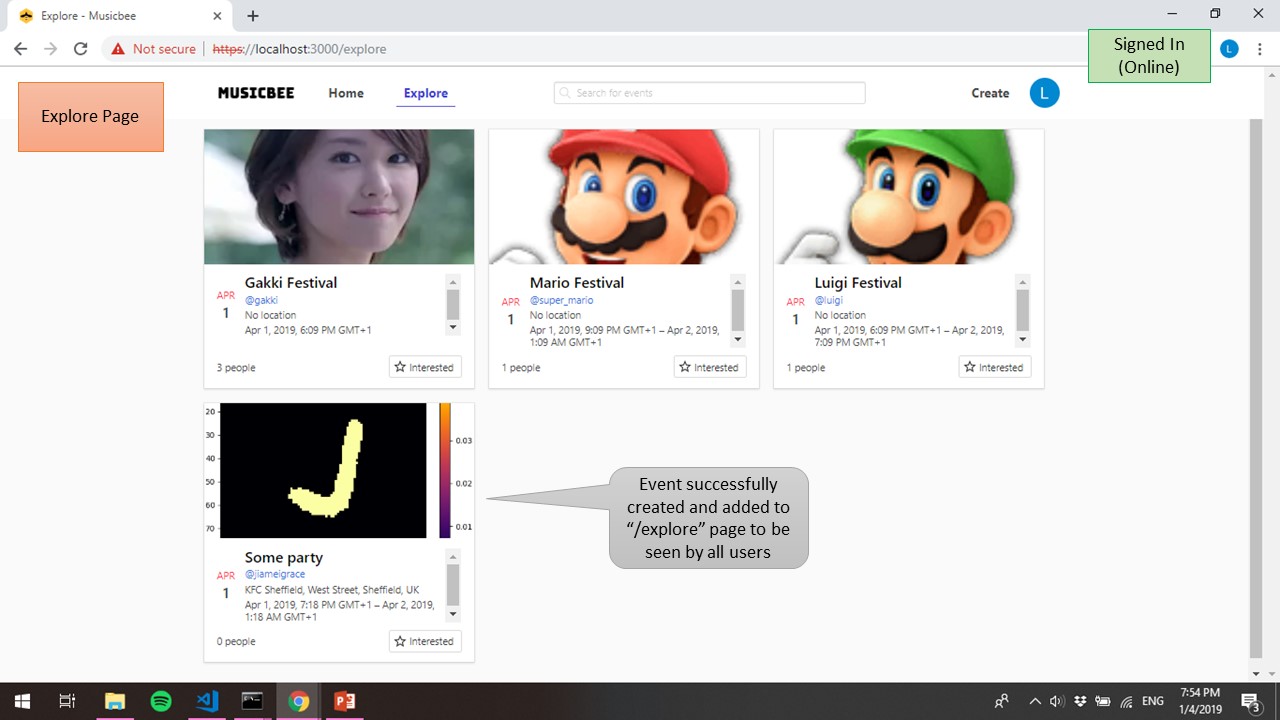 Explore - Musicbee
Not secure
https://localhost:3000/explore
Signed In
(Online)
L
Explore Page
MUSICBEE
Home
Explore
Search for events
Create
L
Gakki Festival
APR
1
@gakki
No location
Apr 1, 2019, 6:09 PM GMT+1
3 people
Interested
Mario Festival
APR
1
@super_mario
No location
Apr 1, 2019, 9:09 PM GMT+1 – Apr 2, 2019,
1:09 AM GMT+1
1 people
Interested
Luigi Festival
APR
1
@luigi
No location
Apr 1, 2019, 6:09 PM GMT+1 – Apr 2, 2019,
7:09 PM GMT+1
1 people
Interested
20
30
40
50
60
70
0.03
0.02
0.01
Some party
APR
1
@jiameigrace
KFC Sheffield, West Street, Sheffield, UK
Apr 1, 2019, 7:18 PM GMT+1 – Apr 2, 2019,
1:18 AM GMT+1
0 people
Interested
Event successfully
created and added to
“/explore” page to be
seen by all users
ENG
7:54 PM
1/4/2019
3